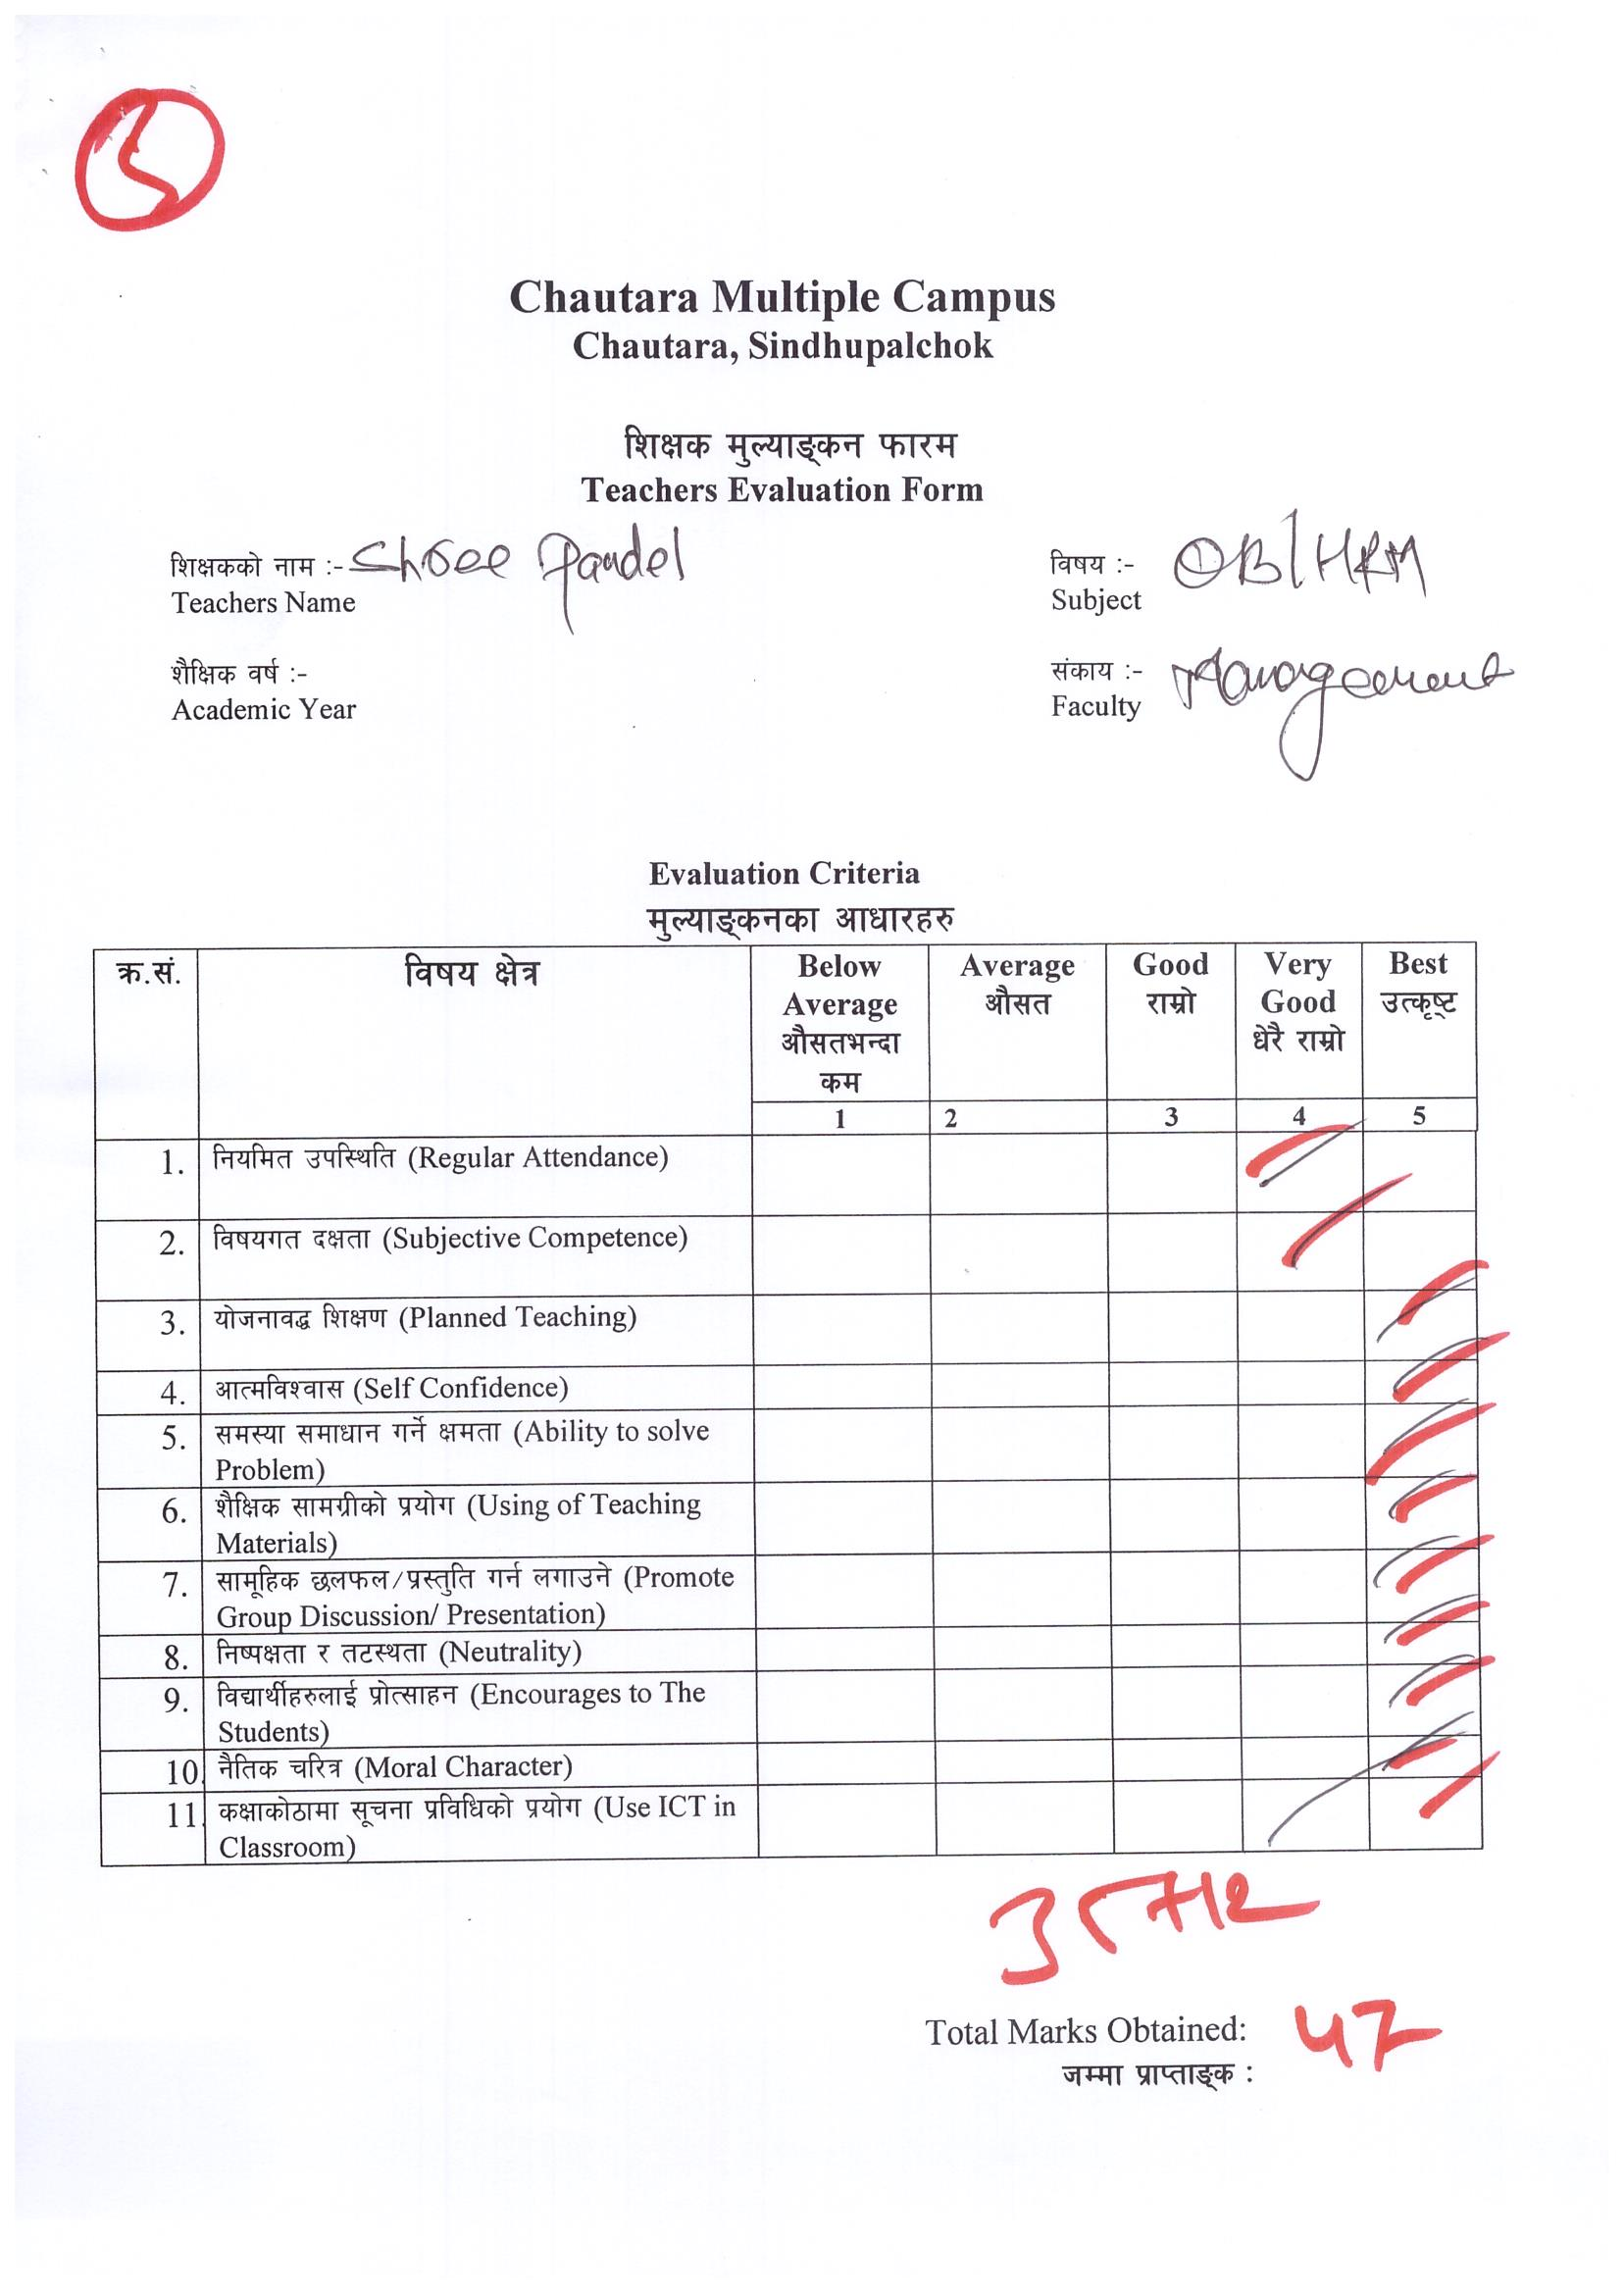 Chautara Multiple Campus
Chautara, Sindhupalchok
शिक्षक मुल्याङ्कन फारम
Teachers Evaluation Form
शिक्षकको नाम :- Shree Paudel विषय :- OB/HRM
Teachers Name Subject
शैक्षिक वर्ष :- संकाय :- Management
Academic Year Faculty
Evaluation Criteria
मुल्याङ्कनका आधारहरु
क्र.सं. विषय क्षेत्र Below Average Good Very Best
Average औसत राम्रो Good उत्कृष्ट
औसतभन्दा धेरै राम्रो
कम
1 2 3 4 5
1. नियमित उपस्थिति (Regular Attendance)
2. विषयगत दक्षता (Subjective Competence)
3. योजनावद्ध शिक्षण (Planned Teaching)
4. आत्मविश्वास (Self Confidence)
5. समस्या समाधान गर्ने क्षमता (Ability to solve
Problem)
6. शैक्षिक सामग्रीको प्रयोग (Using of Teaching
Materials)
7. सामूहिक छलफल/प्रस्तुति गर्न लगाउने (Promote
Group Discussion/ Presentation)
8. निष्पक्षता र तटस्थता (Neutrality)
9. विद्यार्थीहरुलाई प्रोत्साहन (Encourages to The
Students)
10. नैतिक चरित्र (Moral Character)
11. कक्षाकोठामा सूचना प्रविधिको प्रयोग (Use ICT in
Classroom)
Total Marks Obtained:
जम्मा प्राप्ताङ्क :